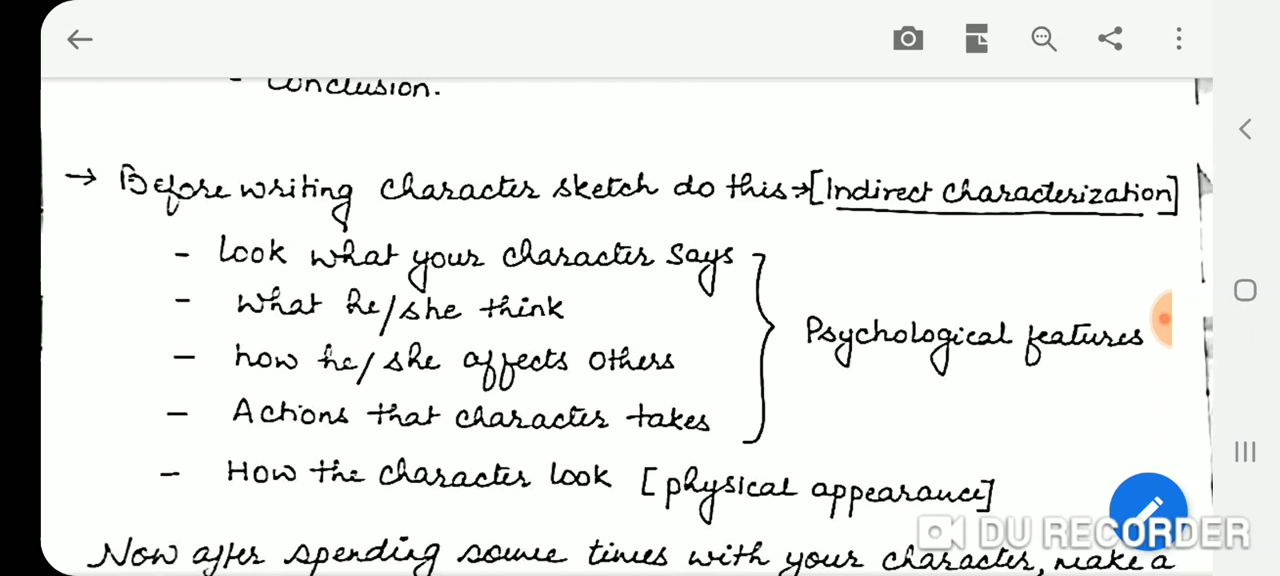 - Conclusion.
→ Before writing character sketch do this → [Indirect characterization]
- Look what your character says
- what he/she think
- how he/she affects others
- Actions that character takes
Psychological features
- How the character look [physical appearance]
Now after spending some times with your character, make a
DU RECORDER